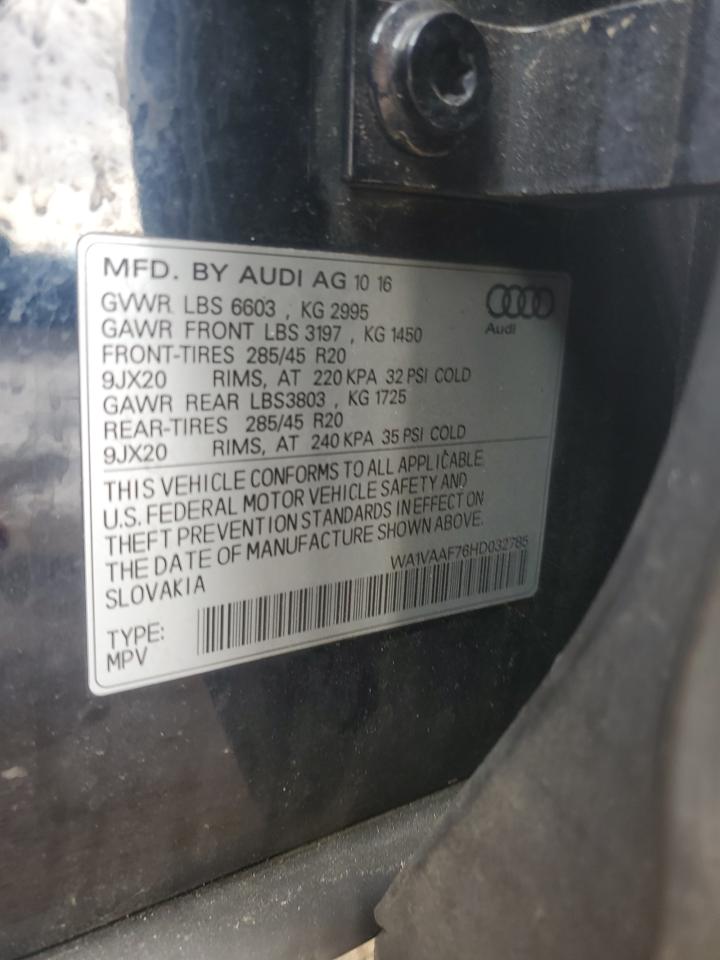 MFD. BY AUDI AG 10 16
GVWR LBS 6603 , KG 2995
GAWR FRONT LBS 3197 , KG 1450
FRONT-TIRES 285/45 R20
9JX20 RIMS, AT 220 KPA 32 PSI COLD
GAWR REAR LBS3803 , KG 1725
REAR-TIRES 285/45 R20
9JX20 RIMS, AT 240 KPA 35 PSI COLD
Audi
THIS VEHICLE CONFORMS TO ALL APPLICABLE
U.S. FEDERAL MOTOR VEHICLE SAFETY AND
THEFT PREVENTION STANDARDS IN EFFECT ON
THE DATE OF MANUFACTURE SHOWN ABOVE.
SLOVAKIA
WA1VAAF76HD032785
TYPE:
MPV